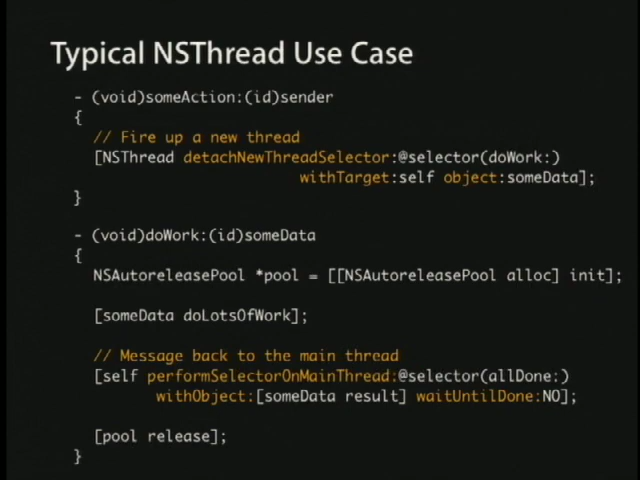 Typical NSThread Use Case
- (void)someAction:(id)sender
{
// Fire up a new thread
[NSThread detachNewThreadSelector:@selector(doWork:)
withTarget:self object:someData];
}
- (void)doWork:(id)someData
{
NSAutoreleasePool *pool = [[NSAutoreleasePool alloc] init];
[someData doLotsOfWork];
// Message back to the main thread
[self performSelectorOnMainThread:@selector(allDone:)
withObject:[someData result] waitUntilDone:NO];
[pool release];
}